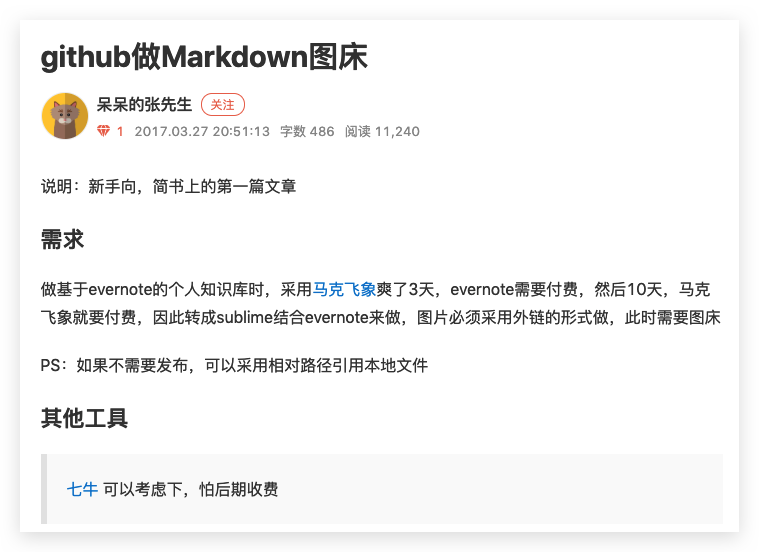 github做Markdown图床
呆呆的张先生 关注
1 2017.03.27 20:51:13 字数 486 阅读 11,240
说明：新手向，简书上的第一篇文章
需求
做基于evernote的个人知识库时，采用马克飞象爽了3天，evernote需要付费，然后10天，马克
飞象就要付费，因此转成sublime结合evernote来做，图片必须采用外链的形式做，此时需要图床
PS：如果不需要发布，可以采用相对路径引用本地文件
其他工具
七牛 可以考虑下，怕后期收费